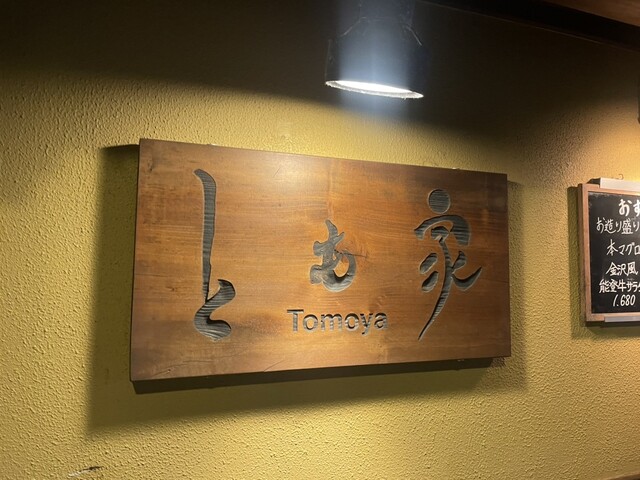 とも家
Tomoya
おす
お造り盛り
本マグロ
金沢風
能登牛サラダ
1.680